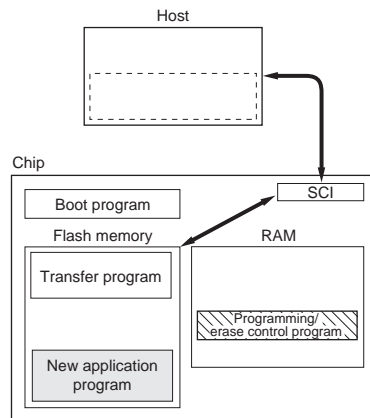 Host
Chip
SCI
Boot program
Flash memory
RAM
Transfer program
Programming/
erase control program
New application
program